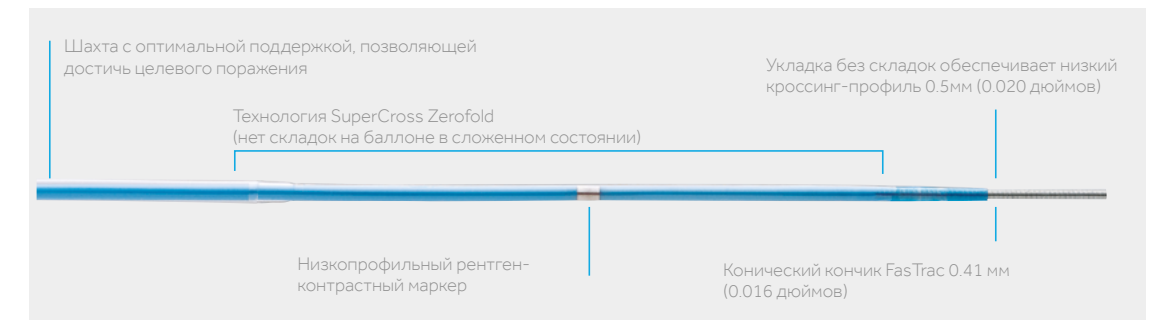 Шахта с оптимальной поддержкой, позволяющей
достичь целевого поражения
Укладка без складок обеспечивает низкий
кроссинг-профиль 0.5мм (0.020 дюймов)
Технология SuperCross Zerofold
(нет складок на баллоне в сложенном состоянии)
Низкопрофильный рентген-
контрастный маркер
Конический кончик FasTrac 0.41 мм
(0.016 дюймов)